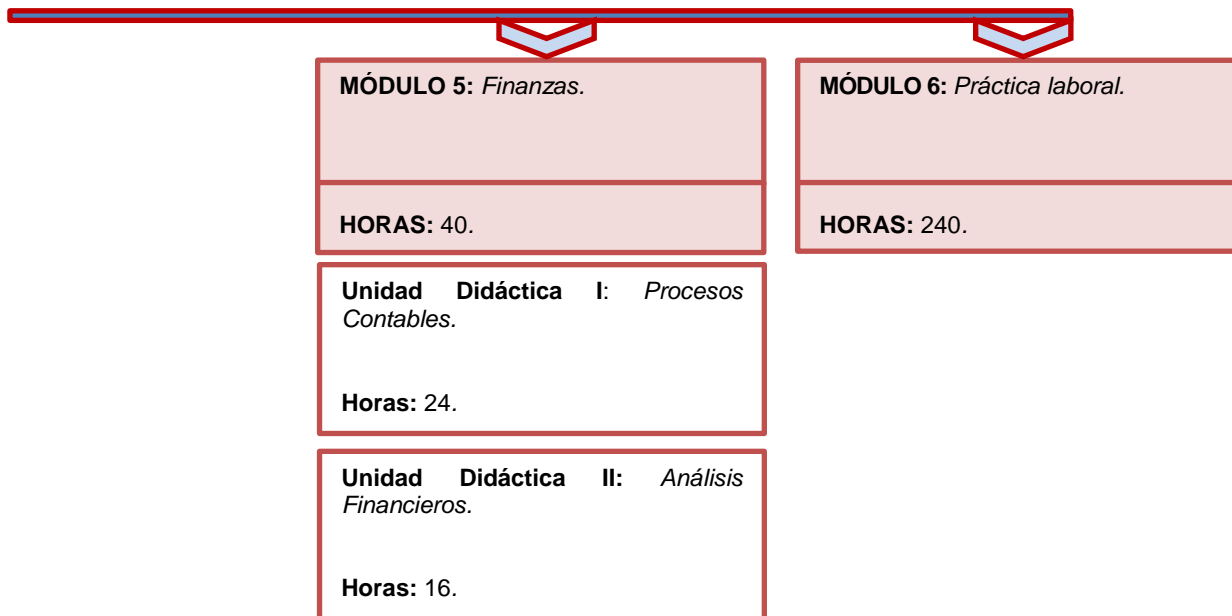 MÓDULO 5: Finanzas.
HORAS: 40.
Unidad Didáctica I: Procesos
Contables.
Horas: 24.
Unidad Didáctica II: Análisis
Financieros.
Horas: 16.
MÓDULO 6: Práctica laboral.
HORAS: 240.